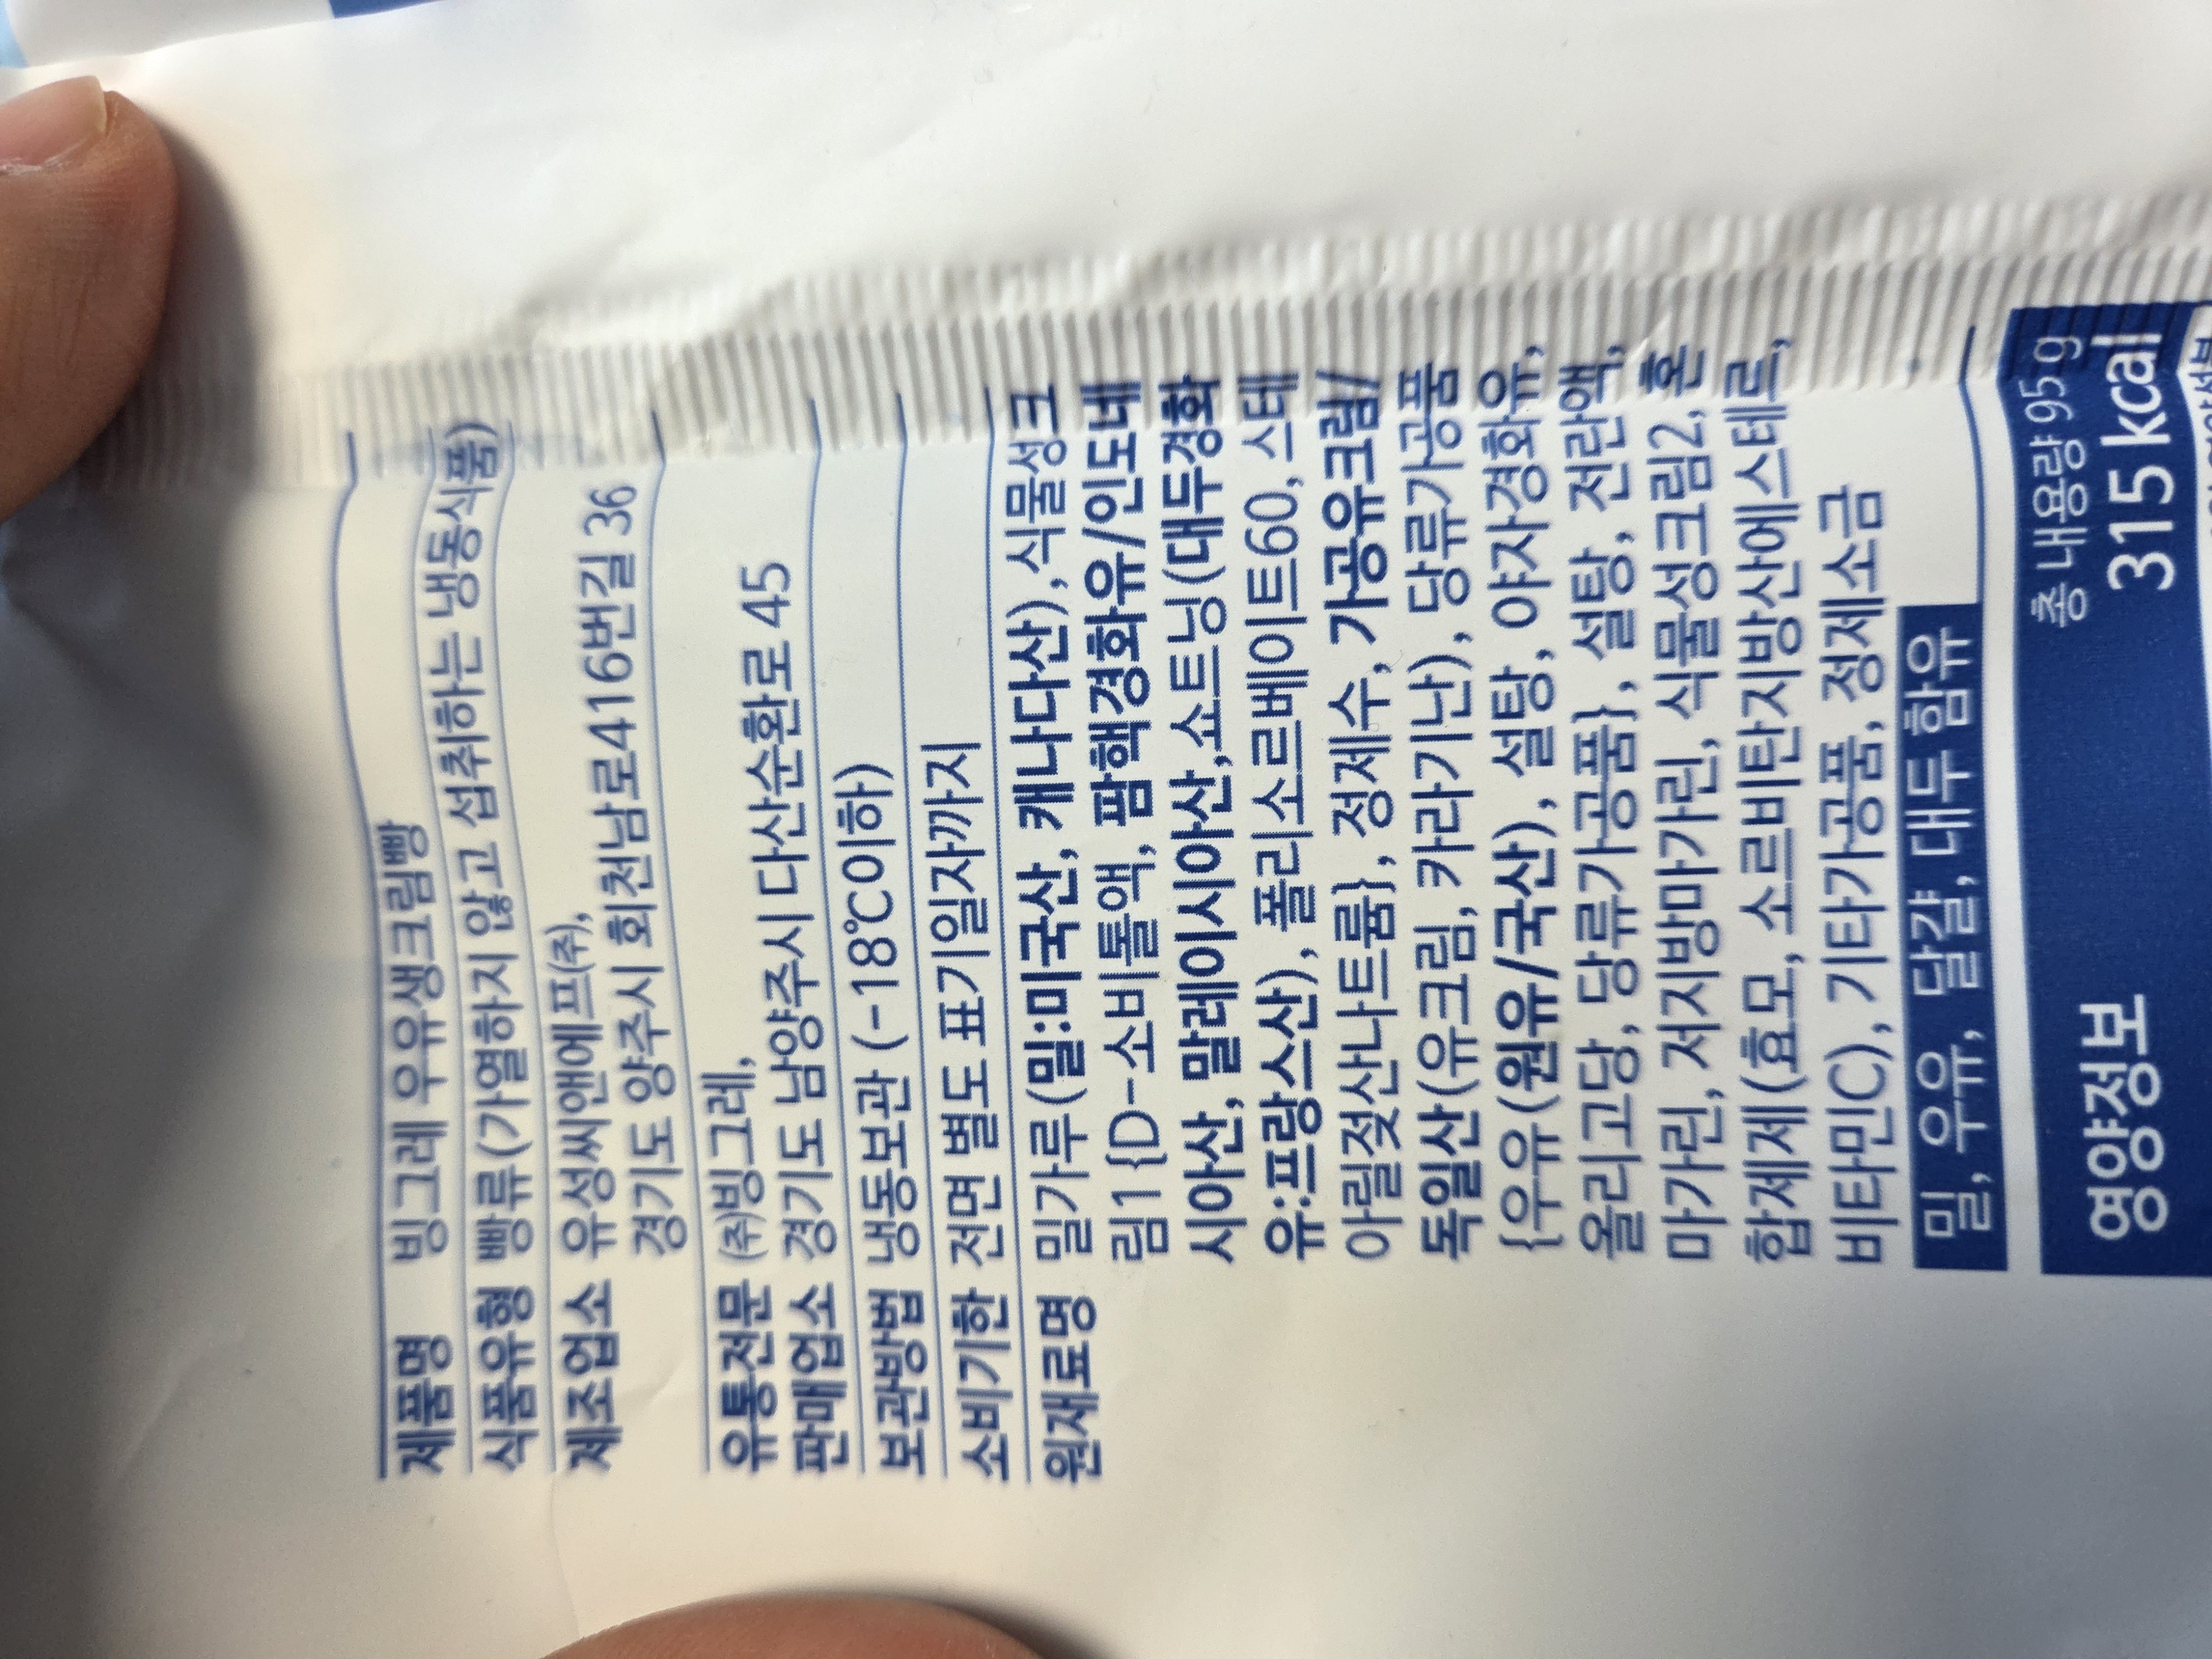 제품명 빙그레 우유생크림빵
식품유형 빵류(가열하지 않고 섭취하는 냉동식품)
제조업소 유성씨앤에프(주),
경기도 양주시 회천남로416번길 36
유통전문 (주)빙그레,
판매업소 경기도 남양주시 다산순환로 45
보관방법 냉동보관 (-18℃이하)
소비기한 전면 별도 표기일자까지
원재료명 밀가루(밀:미국산, 캐나다산),식물성크
림1{D-소비톨액, 팜핵경화유/인도네
시아산, 말레이시아산,쇼트닝(대두경화
유:프랑스산), 폴리소르베이트60, 스테
아릴젖산나트륨}, 정제수, 가공유크림/
독일산(유크림, 카라기난), 당류가공품
{우유(원유/국산), 설탕, 야자경화유,
올리고당, 당류가공품}, 설탕, 전란액,
마가린, 저지방마가린, 식물성크림2, 혼
합제제(효모, 소르비탄지방산에스테르,
비타민C), 기타가공품, 정제소금
밀, 우유, 달걀, 대두 함유
영양정보
총 내용량 95 g
315 kcal